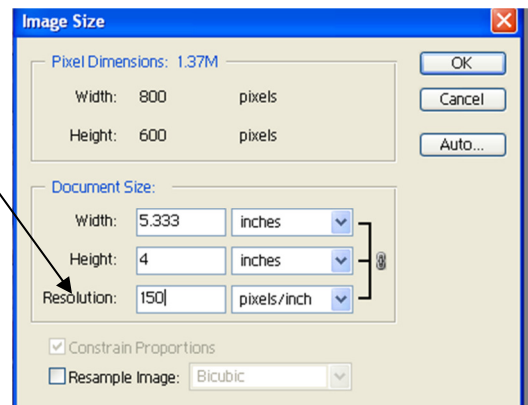 Image Size
Pixel Dimensions: 1.37M
OK
Width: 800 pixels
Cancel
Height: 600 pixels
Auto...
Document Size:
Width: 5.333 inches
Height: 4 inches
Resolution: 150 pixels/inch
Constrain Proportions
Resample Image: Bicubic